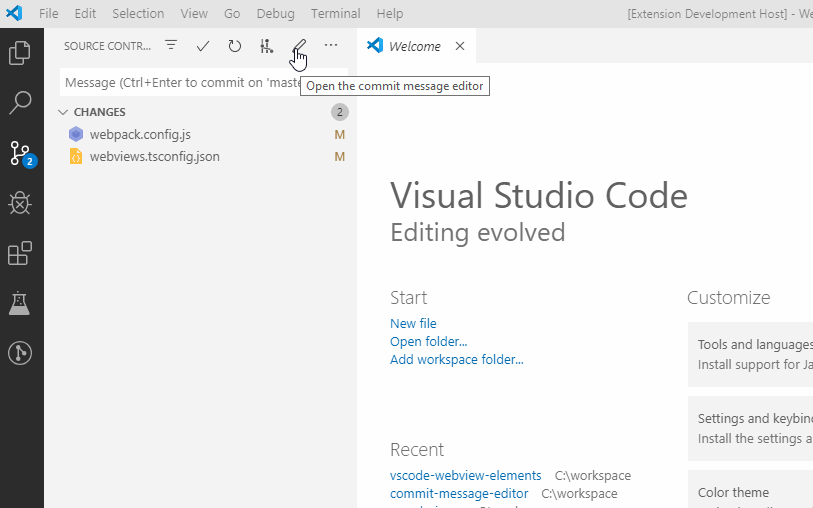 File Edit Selection View Go Debug Terminal Help [Extension Development Host] - We
SOURCE CONTR...
Welcome
Message (Ctrl+Enter to commit on 'maste
Open the commit message editor
CHANGES 2
webpack.config.js M
webviews.tsconfig.json M
2
Visual Studio Code
Editing evolved
Start
New file
Open folder...
Add workspace folder...
Customize
Tools and languages
Install support for Ja
Settings and keybin
Install the settings a
Color theme
Recent
vscode-webview-elements C:\workspace
commit-message-editor C:\workspace